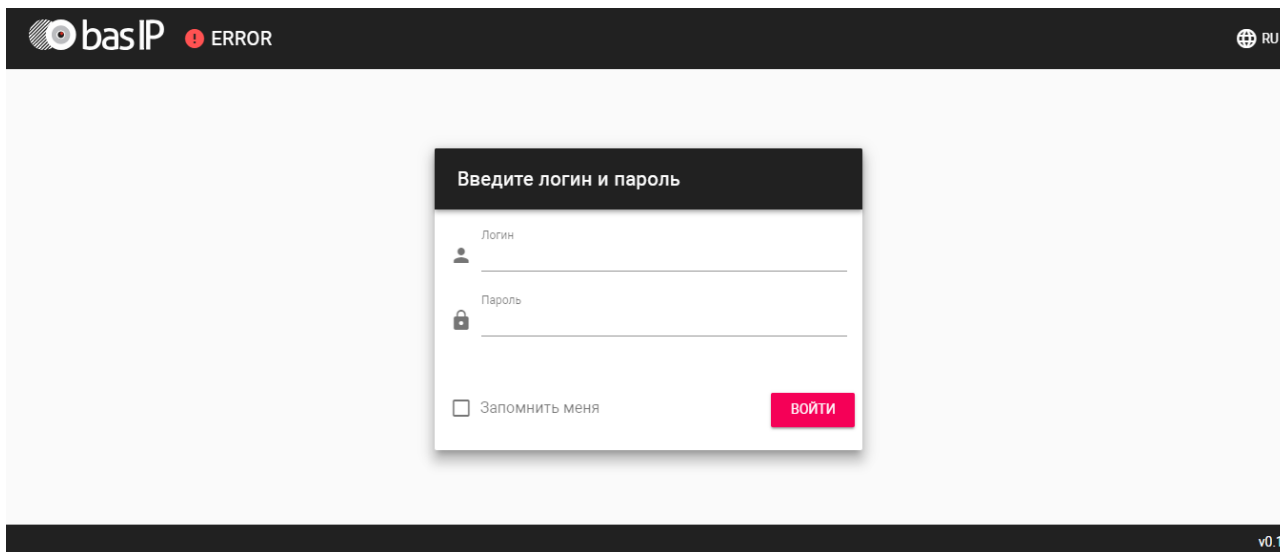 bas IP
ERROR
RU
Введите логин и пароль
Логин
Пароль
Запомнить меня
ВОЙТИ
v0.1